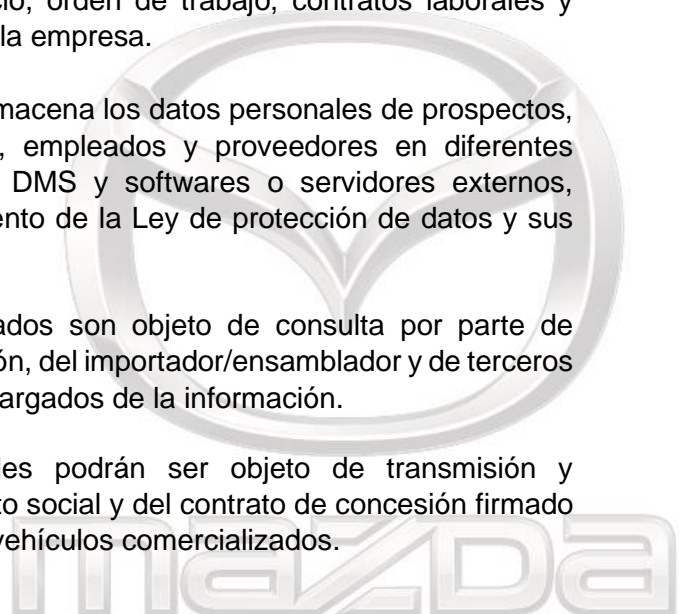 cio, orden de trabajo, contratos laborales y
la empresa.
macena los datos personales de prospectos,
, empleados y proveedores en diferentes
DMS y softwares o servidores externos,
ento de la Ley de protección de datos y sus
ados son objeto de consulta por parte de
ón, del importador/ensamblador y de terceros
argados de la información.
les podrán ser objeto de transmisión y
to social y del contrato de concesión firmado
vehículos comercializados.
mazda